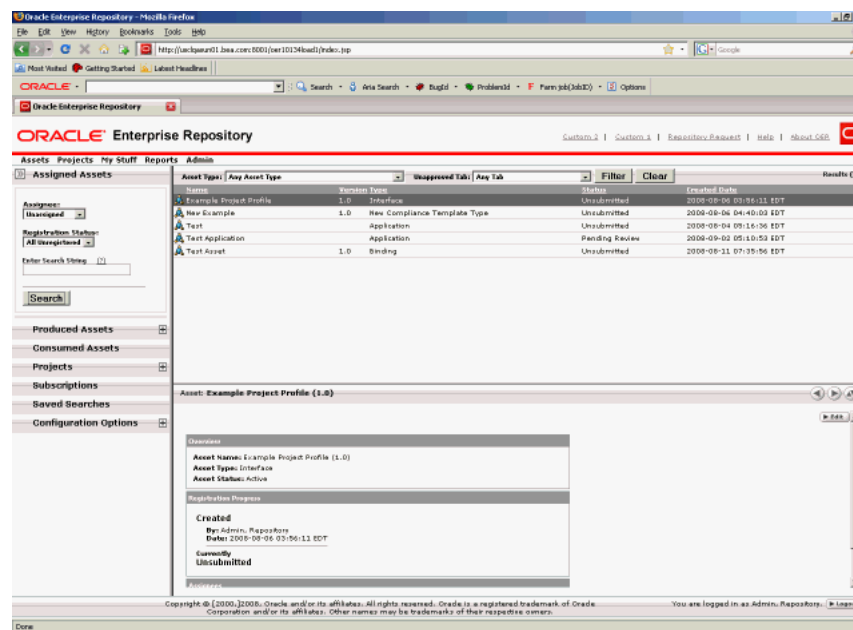 Oracle Enterprise Repository - Mozilla Firefox
File Edit View History Bookmarks Tools Help
Google
Most Visited Getting Started Latest Headlines
ORACLE Search Aria Search BugId ProblemId Farm job(JobID) Options
Oracle Enterprise Repository
ORACLE Enterprise Repository
Custom 2 | Custom 1 | Repository Request | Help | About OER
Assets Projects My Stuff Reports Admin
Assigned Assets
Asset Type: Any Asset Type Unapproved Tab: Any Tab Filter Clear Results (
Name Version Type Status Created Date
Example Project Profile 1.0 Interface Unsubmitted 2008-08-06 03:56:11 EDT
New Example 1.0 New Compliance Template Type Unsubmitted 2008-08-06 04:40:03 EDT
Test Application Unsubmitted 2008-08-04 05:16:36 EDT
Test Application Application Pending Review 2008-09-02 05:10:53 EDT
Test Asset 1.0 Binding Unsubmitted 2008-08-11 07:35:56 EDT
Assignee:
Unassigned
Registration Status:
All Unregistered
Enter Search String [?]
Search
Produced Assets
Consumed Assets
Projects
Subscriptions
Saved Searches
Configuration Options
Asset: Example Project Profile (1.0)
Edit
Overview
Asset Name: Example Project Profile (1.0)
Asset Type: Interface
Asset Status: Active
Registration Progress
Created
By: Admin, Repository
Date: 2008-08-06 03:56:11 EDT
Currently
Unsubmitted
Assignees
Copyright © [2000,]2008, Oracle and/or its affiliates. All rights reserved. Oracle is a registered trademark of Oracle
Corporation and/or its affiliates. Other names may be trademarks of their respective owners.
You are logged in as Admin, Repository.
Done